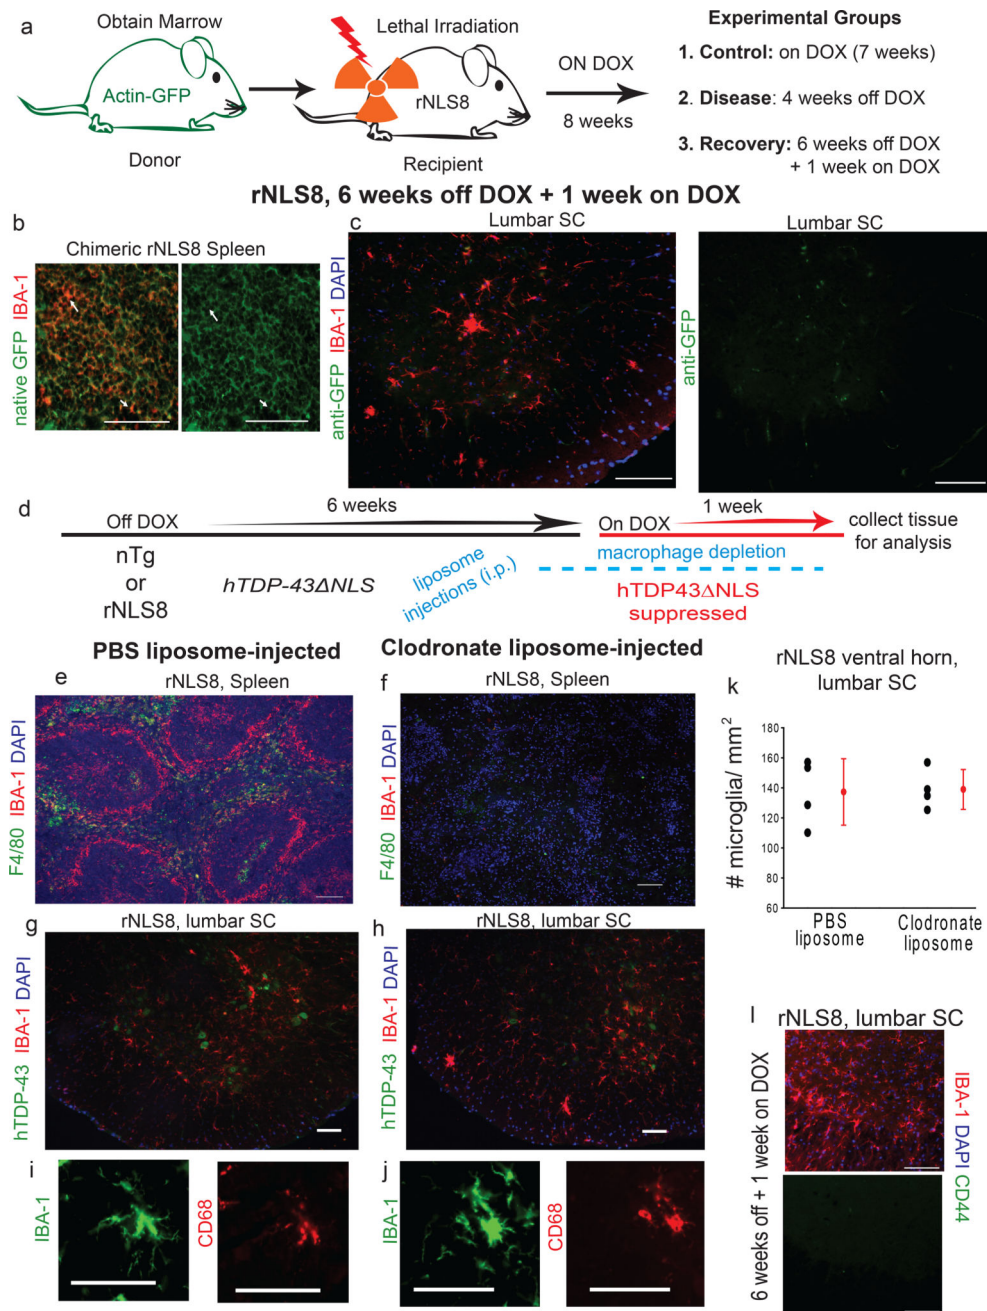 a
Obtain Marrow
Actin-GFP
Donor
Lethal Irradiation
rNLS8
Recipient
ON DOX
8 weeks
Experimental Groups
1. Control: on DOX (7 weeks)
2. Disease: 4 weeks off DOX
3. Recovery: 6 weeks off DOX
+ 1 week on DOX
rNLS8, 6 weeks off DOX + 1 week on DOX
b
Chimeric rNLS8 Spleen
native GFP IBA-1
c
Lumbar SC
anti-GFP IBA-1 DAPI
Lumbar SC
anti-GFP
d
Off DOX
6 weeks
On DOX
1 week
collect tissue
for analysis
nTg
or
rNLS8
hTDP-43ΔNLS
liposome
injections (i.p.)
macrophage depletion
hTDP43ΔNLS
suppressed
PBS liposome-injected
Clodronate liposome-injected
e
rNLS8, Spleen
F4/80 IBA-1 DAPI
f
rNLS8, Spleen
F4/80 IBA-1 DAPI
g
rNLS8, lumbar SC
hTDP-43 IBA-1 DAPI
h
rNLS8, lumbar SC
hTDP-43 IBA-1 DAPI
i
IBA-1
CD68
j
IBA-1
CD68
k
rNLS8 ventral horn,
lumbar SC
# microglia/ mm²
180
160
140
120
100
80
60
PBS
liposome
Clodronate
liposome
l
rNLS8, lumbar SC
6 weeks off + 1 week on DOX
IBA-1 DAPI CD44